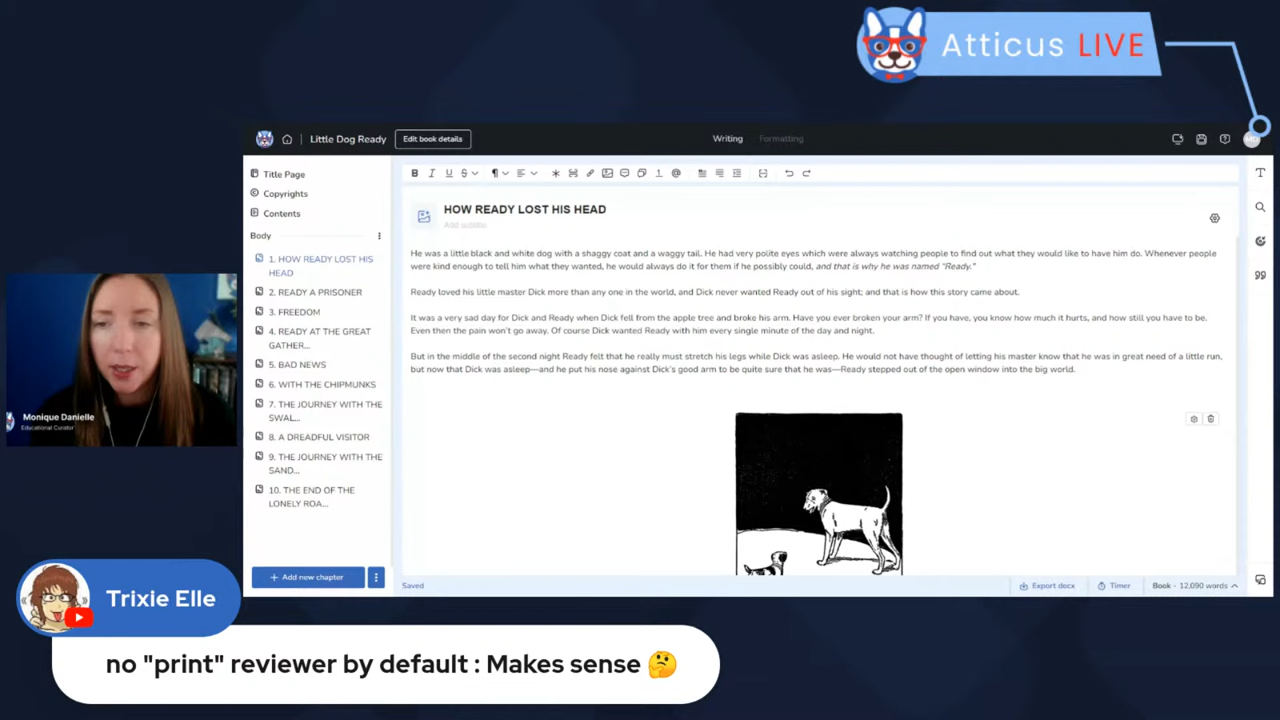 Atticus LIVE
Little Dog Ready
Edit book details
Writing
Formatting
Title Page
Copyrights
Contents
Body
1. HOW READY LOST HIS
HEAD
2. READY A PRISONER
3. FREEDOM
4. READY AT THE GREAT
GATHER...
5. BAD NEWS
6. WITH THE CHIPMUNKS
7. THE JOURNEY WITH THE
SWAL...
8. A DREADFUL VISITOR
9. THE JOURNEY WITH THE
SAND...
10. THE END OF THE
LONELY ROA...
+ Add new chapter
HOW READY LOST HIS HEAD
Add subtitle
He was a little black and white dog with a shaggy coat and a waggy tail. He had very polite eyes which were always watching people to find out what they would like to have him do. Whenever people
were kind enough to tell him what they wanted, he would always do it for them if he possibly could, and that is why he was named "Ready."
Ready loved his little master Dick more than any one in the world, and Dick never wanted Ready out of his sight; and that is how this story came about.
It was a very sad day for Dick and Ready when Dick fell from the apple tree and broke his arm. Have you ever broken your arm? If you have, you know how much it hurts, and how still you have to be.
Even then the pain won't go away. Of course Dick wanted Ready with him every single minute of the day and night.
But in the middle of the second night Ready felt that he really must stretch his legs while Dick was asleep. He would not have thought of letting his master know that he was in great need of a little run,
but now that Dick was asleep—and he put his nose against Dick's good arm to be quite sure that he was—Ready stepped out of the open window into the big world.
Saved
Export docx
Timer
Book - 12,090 words
Monique Danielle
Educational Curator
Trixie Elle
no "print" reviewer by default : Makes sense 🤔